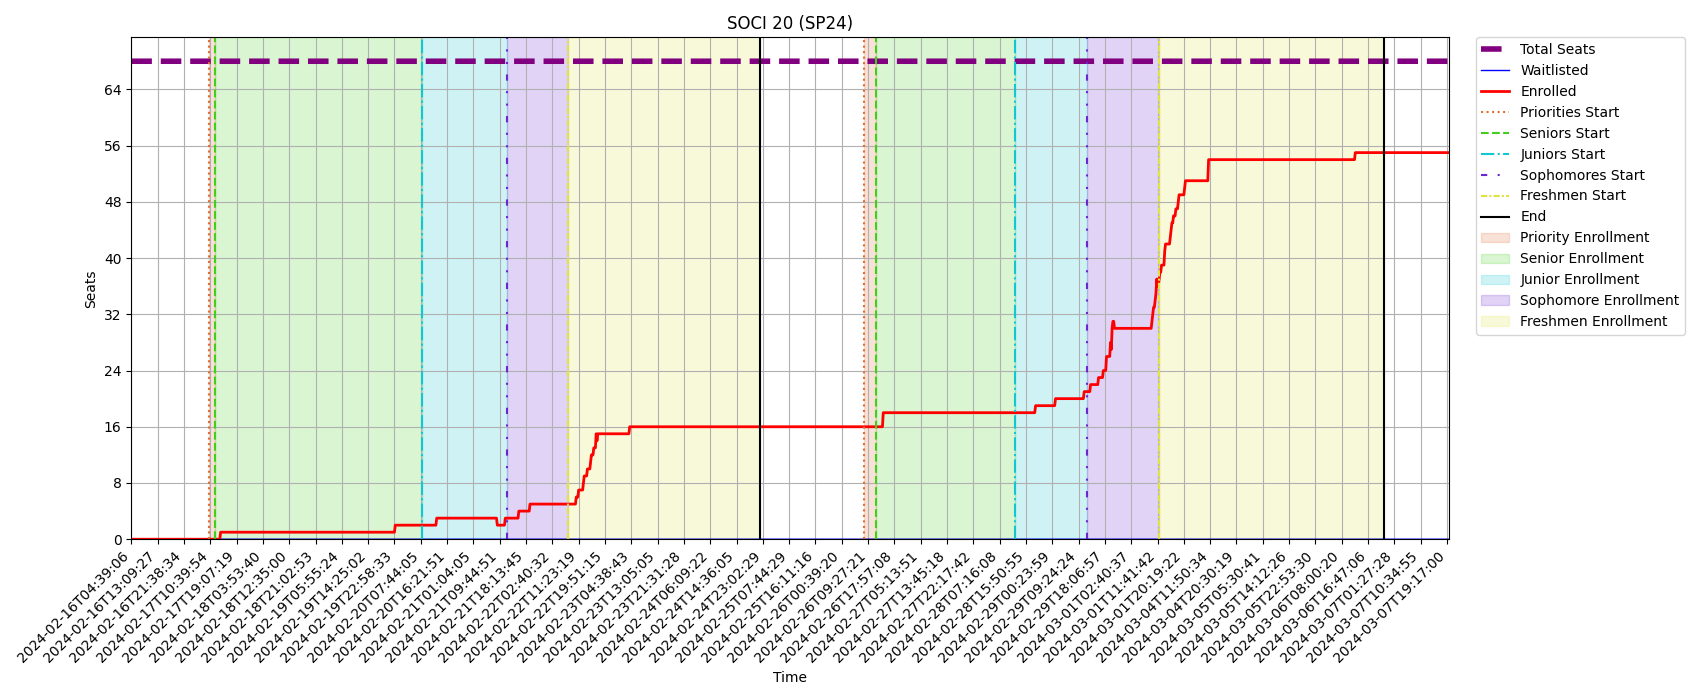 SOCI 20 (SP24)
Total Seats
Waitlisted
Enrolled
Priorities Start
Seniors Start
Juniors Start
Sophomores Start
Freshmen Start
End
Priority Enrollment
Senior Enrollment
Junior Enrollment
Sophomore Enrollment
Freshmen Enrollment
Seats
64
56
48
40
32
24
16
8
0
2024-02-16T04:39:06
2024-02-16T13:09:27
2024-02-16T21:38:34
2024-02-17T10:39:54
2024-02-17T19:07:19
2024-02-18T03:53:40
2024-02-18T12:35:00
2024-02-18T21:02:53
2024-02-19T05:55:24
2024-02-19T14:25:02
2024-02-19T22:58:33
2024-02-20T07:44:05
2024-02-20T16:21:51
2024-02-21T01:04:05
2024-02-21T09:44:51
2024-02-21T18:13:45
2024-02-22T02:40:32
2024-02-22T11:23:19
2024-02-22T19:51:15
2024-02-23T04:38:43
2024-02-23T13:05:05
2024-02-23T21:31:28
2024-02-24T06:09:22
2024-02-24T14:36:05
2024-02-24T23:02:29
2024-02-25T07:44:29
2024-02-25T16:11:16
2024-02-26T00:39:20
2024-02-26T09:27:21
2024-02-26T17:57:08
2024-02-27T05:13:51
2024-02-27T13:45:18
2024-02-27T22:17:42
2024-02-28T07:16:08
2024-02-28T15:50:55
2024-02-29T00:23:59
2024-02-29T09:24:24
2024-02-29T18:06:57
2024-03-01T02:40:37
2024-03-01T11:41:42
2024-03-01T20:19:22
2024-03-04T11:50:34
2024-03-04T20:30:19
2024-03-05T05:30:41
2024-03-05T14:12:26
2024-03-05T22:53:30
2024-03-06T08:00:20
2024-03-06T16:47:06
2024-03-07T01:27:28
2024-03-07T10:34:55
2024-03-07T19:17:00
Time